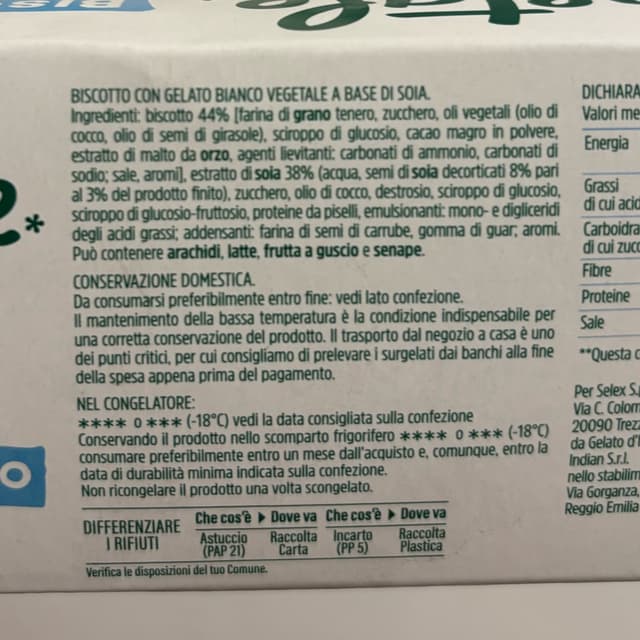 BISCOTTO CON GELATO BIANCO VEGETALE A BASE DI SOIA.
Ingredienti: biscotto 44% [farina di grano tenero, zucchero, oli vegetali (olio di
cocco, olio di semi di girasole), sciroppo di glucosio, cacao magro in polvere,
estratto di malto da orzo, agenti lievitanti: carbonati di ammonio, carbonati di
sodio; sale, aromi], estratto di soia 38% (acqua, semi di soia decorticati 8% pari
al 3% del prodotto finito), zucchero, olio di cocco, destrosio, sciroppo di glucosio,
sciroppo di glucosio-fruttosio, proteine da piselli, emulsionanti: mono- e digliceridi
degli acidi grassi; addensanti: farina di semi di carrube, gomma di guar; aromi.
Può contenere arachidi, latte, frutta a guscio e senape.
CONSERVAZIONE DOMESTICA.
Da consumarsi preferibilmente entro fine: vedi lato confezione.
Il mantenimento della bassa temperatura è la condizione indispensabile per
una corretta conservazione del prodotto. Il trasporto dal negozio a casa è uno
dei punti critici, per cui consigliamo di prelevare i surgelati dai banchi alla fine
della spesa appena prima del pagamento.
NEL CONGELATORE:
**** o *** (-18°C) vedi la data consigliata sulla confezione
Conservando il prodotto nello scomparto frigorifero **** o *** (-18°C)
consumare preferibilmente entro un mese dall'acquisto e, comunque, entro la
data di durabilità minima indicata sulla confezione.
Non ricongelare il prodotto una volta scongelato.
DIFFERENZIARE I RIFIUTI
Che cos'è Dove va Che cos'è Dove va
Astuccio (PAP 21) Raccolta Carta Incarto (PP 5) Raccolta Plastica
Verifica le disposizioni del tuo Comune.
DICHIARA
Valori me
Energia
Grassi
di cui acid
Carboidra
di cui zucc
Fibre
Proteine
Sale
**Questa c
Per Selex S.
Via C. Colom
20090 Trezz
da Gelato d'I
Indian S.r.l.
nello stabilim
Via Gorganza,
Reggio Emilia